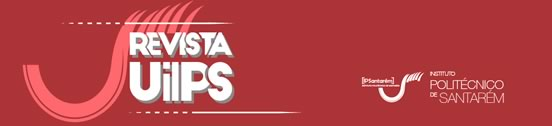 REVISTA
UiIPS
[IPSantarém]
INSTITUTO
POLITÉCNICO
DE SANTARÉM